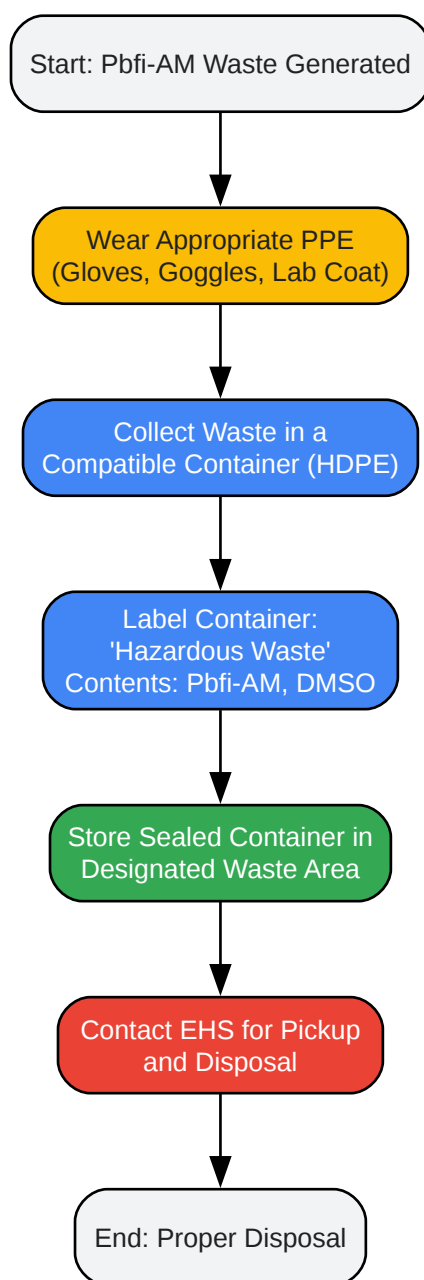 Start: Pbfi-AM Waste Generated
Wear Appropriate PPE
(Gloves, Goggles, Lab Coat)
Collect Waste in a
Compatible Container (HDPE)
Label Container:
'Hazardous Waste'
Contents: Pbfi-AM, DMSO
Store Sealed Container in
Designated Waste Area
Contact EHS for Pickup
and Disposal
End: Proper Disposal